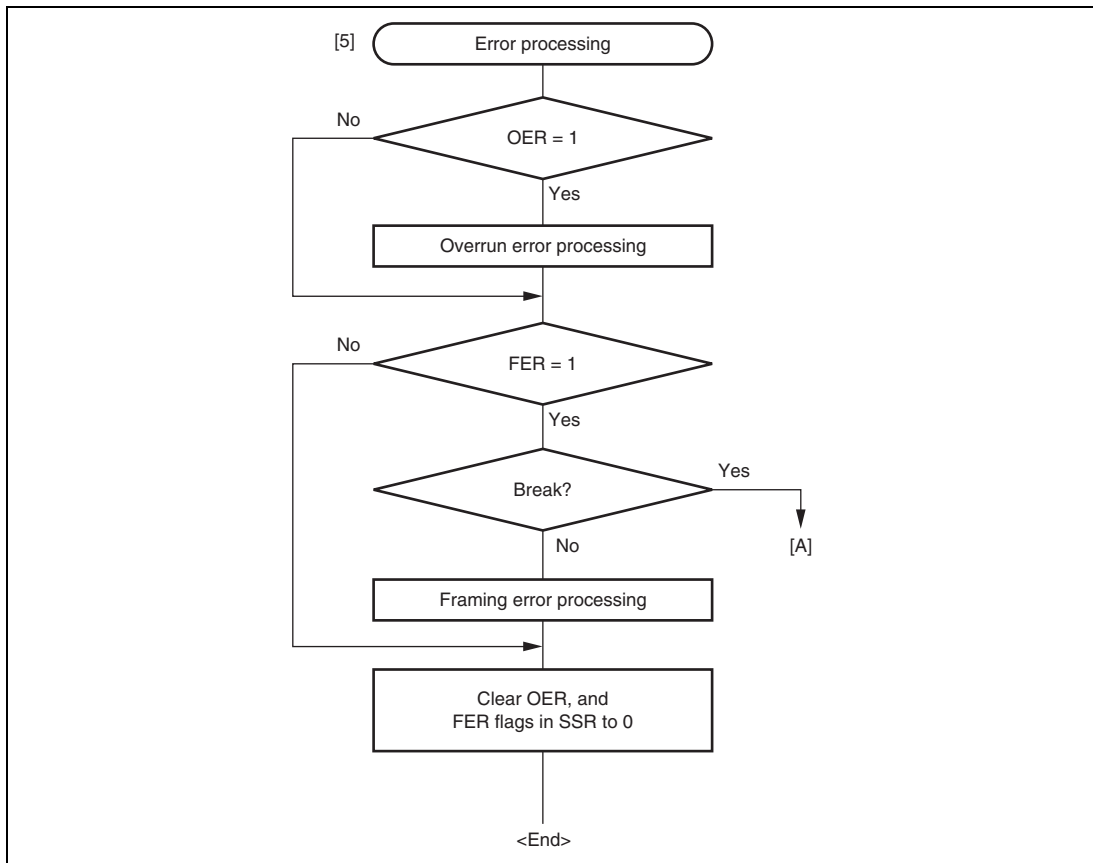 [5]
Error processing
No
OER = 1
Yes
Overrun error processing
No
FER = 1
Yes
Yes
Break?
No
[A]
Framing error processing
Clear OER, and
FER flags in SSR to 0
<End>